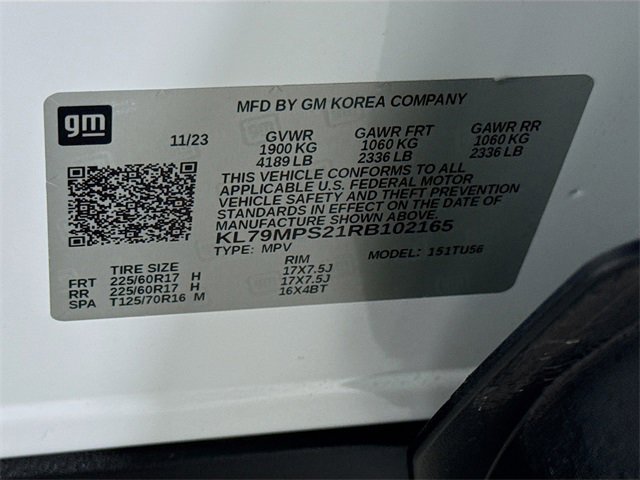 gm
MFD BY GM KOREA COMPANY
11/23 GVWR GAWR FRT GAWR RR
1900 KG 1060 KG 1060 KG
4189 LB 2336 LB 2336 LB
THIS VEHICLE CONFORMS TO ALL
APPLICABLE U.S. FEDERAL MOTOR
VEHICLE SAFETY AND THEFT PREVENTION
STANDARDS IN EFFECT ON THE DATE OF
MANUFACTURE SHOWN ABOVE.
KL79MPS21RB102165
TYPE: MPV MODEL: 151TU56
TIRE SIZE RIM
FRT 225/60R17 H 17X7.5J
RR 225/60R17 H 17X7.5J
SPA T125/70R16 M 16X4BT